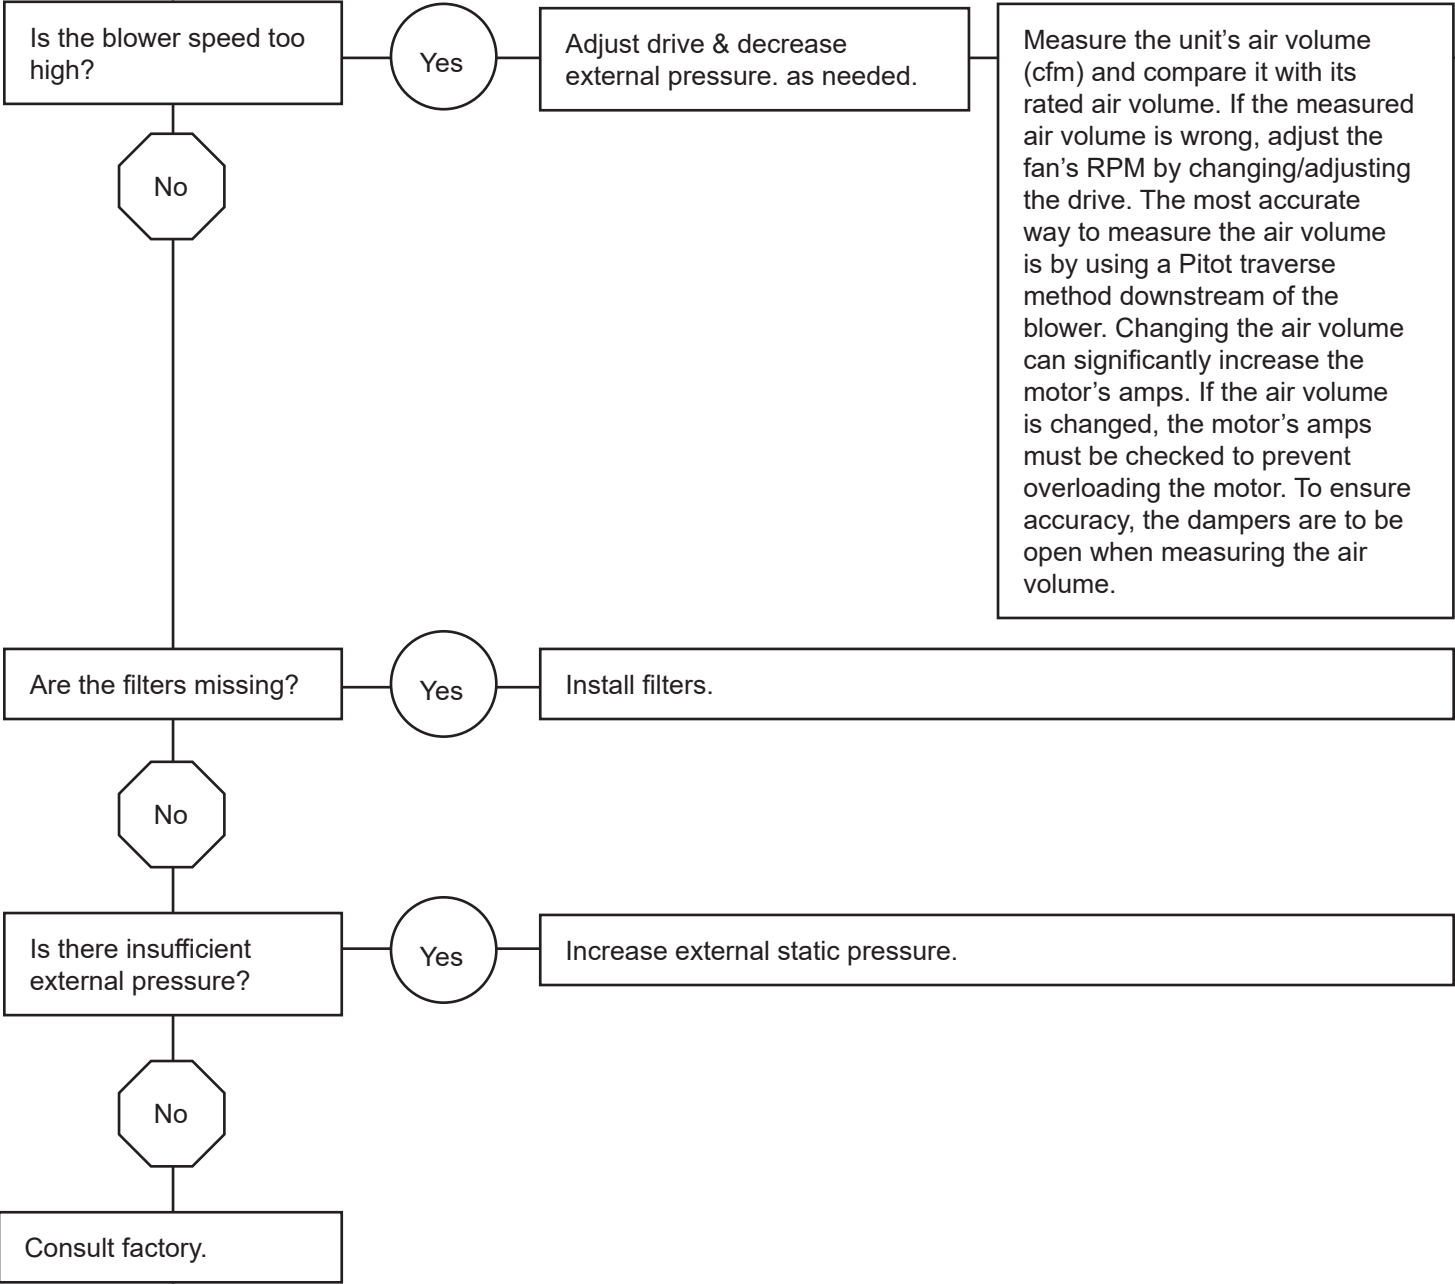 Is the blower speed too
high?
Yes
Adjust drive & decrease
external pressure. as needed.
Measure the unit’s air volume
(cfm) and compare it with its
rated air volume. If the measured
air volume is wrong, adjust the
fan’s RPM by changing/adjusting
the drive. The most accurate
way to measure the air volume
is by using a Pitot traverse
method downstream of the
blower. Changing the air volume
can significantly increase the
motor’s amps. If the air volume
is changed, the motor’s amps
must be checked to prevent
overloading the motor. To ensure
accuracy, the dampers are to be
open when measuring the air
volume.
No
Are the filters missing?
Yes
Install filters.
No
Is there insufficient
external pressure?
Yes
Increase external static pressure.
No
Consult factory.